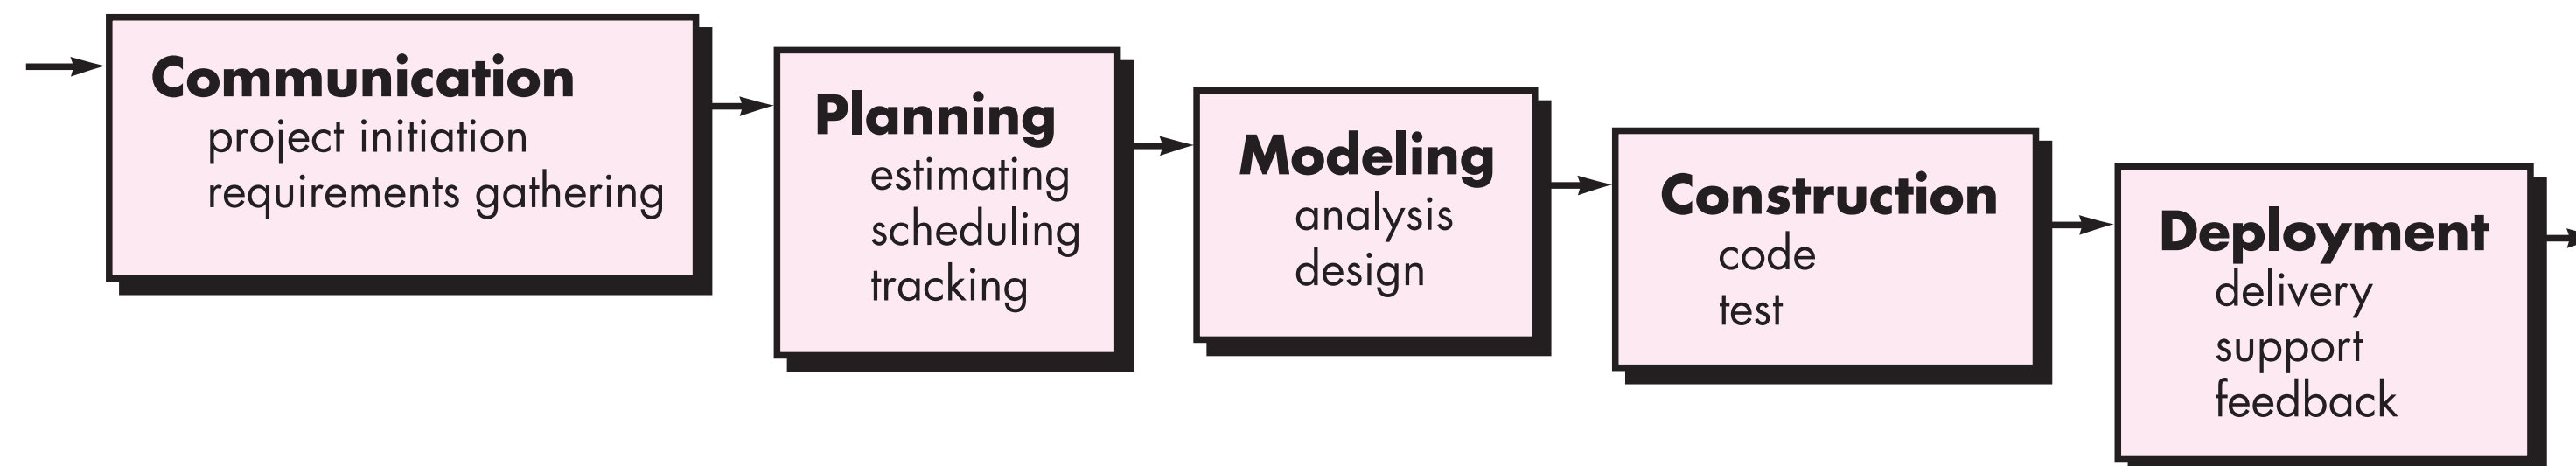 Communication
project initiation
requirements gathering
Planning
estimating
scheduling
tracking
Modeling
analysis
design
Construction
code
test
Deployment
delivery
support
feedback